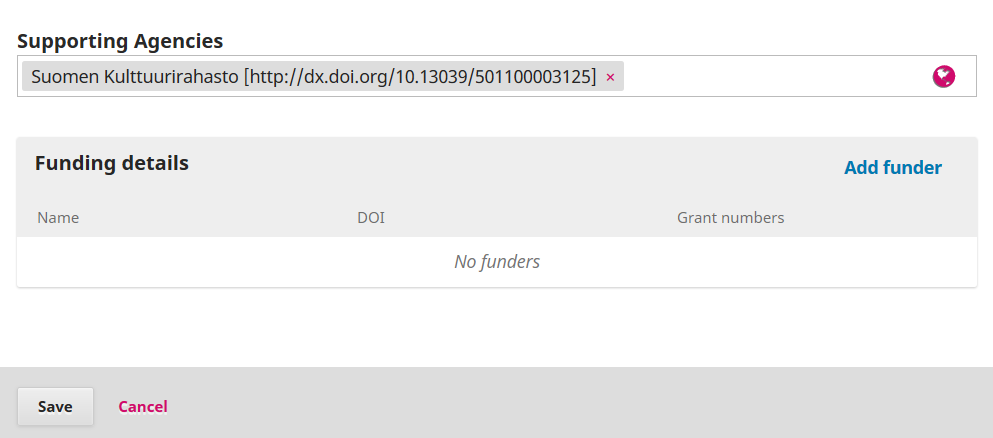 Supporting Agencies
Suomen Kulttuurirahasto [http://dx.doi.org/10.13039/501100003125] ×
Funding details
Add funder
Name DOI Grant numbers
No funders
Save Cancel